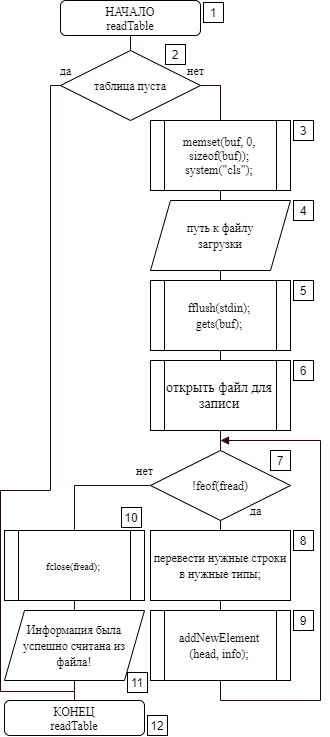 НАЧАЛО
readTable
1
2
да
нет
таблица пуста
3
memset(buf, 0,
sizeof(buf));
system("cls");
4
путь к файлу
загрузки
5
fflush(stdin);
gets(buf);
6
открыть файл для
записи
7
нет
!feof(fread)
да
10
8
fclose(fread);
перевести нужные строки
в нужные типы;
9
Информация была
успешно считана из
файла!
addNewElement
(head, info);
11
КОНЕЦ
readTable
12